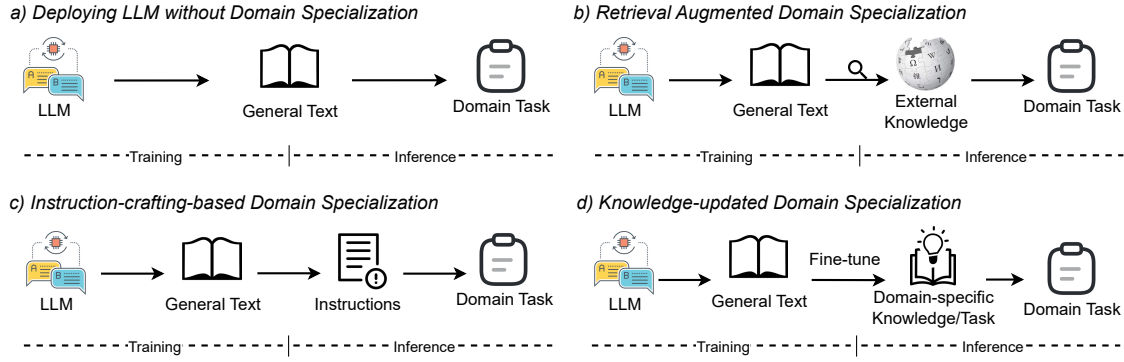 a) Deploying LLM without Domain Specialization
A
B
LLM
General Text
Domain Task
Training
Inference
b) Retrieval Augmented Domain Specialization
A
B
LLM
General Text
Ω
W
И
External
Knowledge
Domain Task
Training
Inference
c) Instruction-crafting-based Domain Specialization
A
B
LLM
General Text
Instructions
Domain Task
Training
Inference
d) Knowledge-updated Domain Specialization
A
B
LLM
General Text
Fine-tune
Domain-specific
Knowledge/Task
Domain Task
Training
Inference